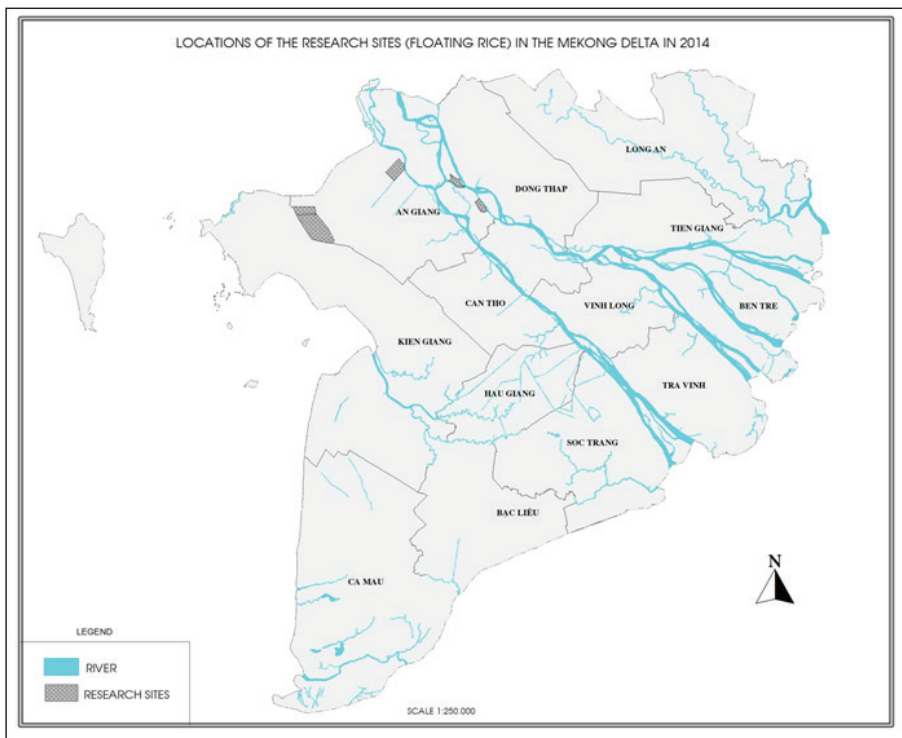 LOCATIONS OF THE RESEARCH SITES (FLOATING RICE) IN THE MEKONG DELTA IN 2014
LONG AN
DONG THAP
AN GIANG
TIEN GIANG
CAN THO
VINH LONG
BEN TRE
KIEN GIANG
HAU GIANG
TRA VINH
SOC TRANG
BẠC LIÊU
CA MAU
N
LEGEND
RIVER
RESEARCH SITES
SCALE 1:250.000